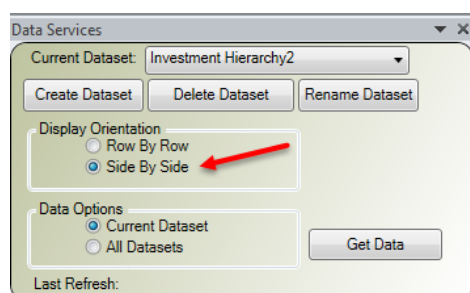 Data Services
Current Dataset: Investment Hierarchy2
Create Dataset Delete Dataset Rename Dataset
Display Orientation
Row By Row
Side By Side
Data Options
Current Dataset
All Datasets Get Data
Last Refresh: